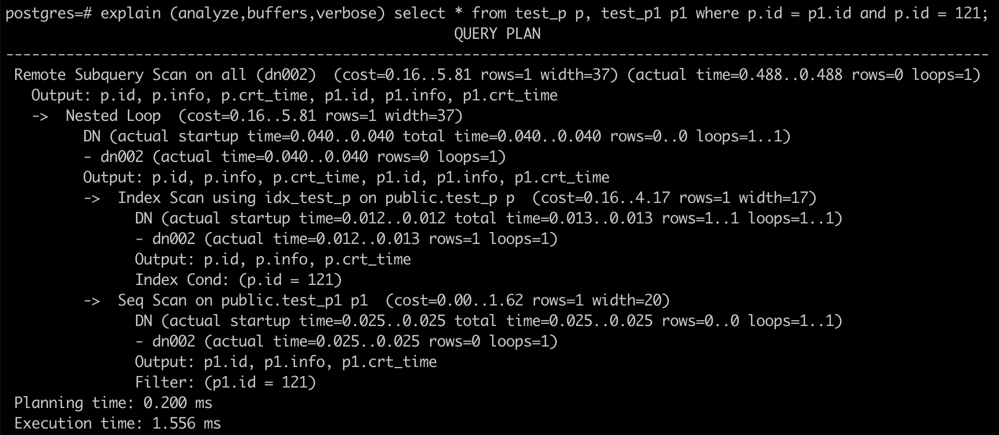 postgres=# explain (analyze,buffers,verbose) select * from test_p p, test_p1 p1 where p.id = p1.id and p.id = 121;
QUERY PLAN
------------------------------------------------------------------------------------------------------------------
Remote Subquery Scan on all (dn002)  (cost=0.16..5.81 rows=1 width=37) (actual time=0.488..0.488 rows=0 loops=1)
Output: p.id, p.info, p.crt_time, p1.id, p1.info, p1.crt_time
->  Nested Loop  (cost=0.16..5.81 rows=1 width=37)
DN (actual startup time=0.040..0.040 total time=0.040..0.040 rows=0..0 loops=1..1)
- dn002 (actual time=0.040..0.040 rows=0 loops=1)
Output: p.id, p.info, p.crt_time, p1.id, p1.info, p1.crt_time
->  Index Scan using idx_test_p on public.test_p p  (cost=0.16..4.17 rows=1 width=17)
DN (actual startup time=0.012..0.012 total time=0.013..0.013 rows=1..1 loops=1..1)
- dn002 (actual time=0.012..0.013 rows=1 loops=1)
Output: p.id, p.info, p.crt_time
Index Cond: (p.id = 121)
->  Seq Scan on public.test_p1 p1  (cost=0.00..1.62 rows=1 width=20)
DN (actual startup time=0.025..0.025 total time=0.025..0.025 rows=0..0 loops=1..1)
- dn002 (actual time=0.025..0.025 rows=0 loops=1)
Output: p1.id, p1.info, p1.crt_time
Filter: (p1.id = 121)
Planning time: 0.200 ms
Execution time: 1.556 ms